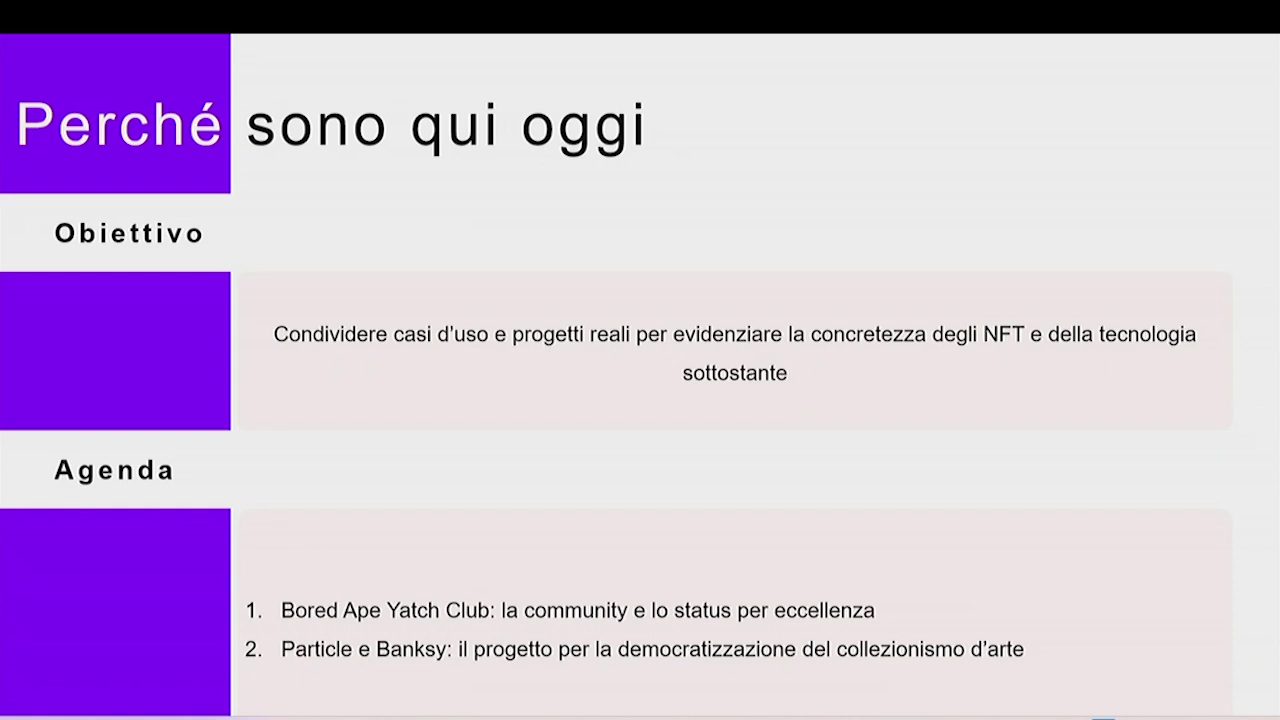 Perché sono qui oggi
Obiettivo
Condividere casi d’uso e progetti reali per evidenziare la concretezza degli NFT e della tecnologia
sottostante
Agenda
1. Bored Ape Yatch Club: la community e lo status per eccellenza
2. Particle e Banksy: il progetto per la democratizzazione del collezionismo d’arte